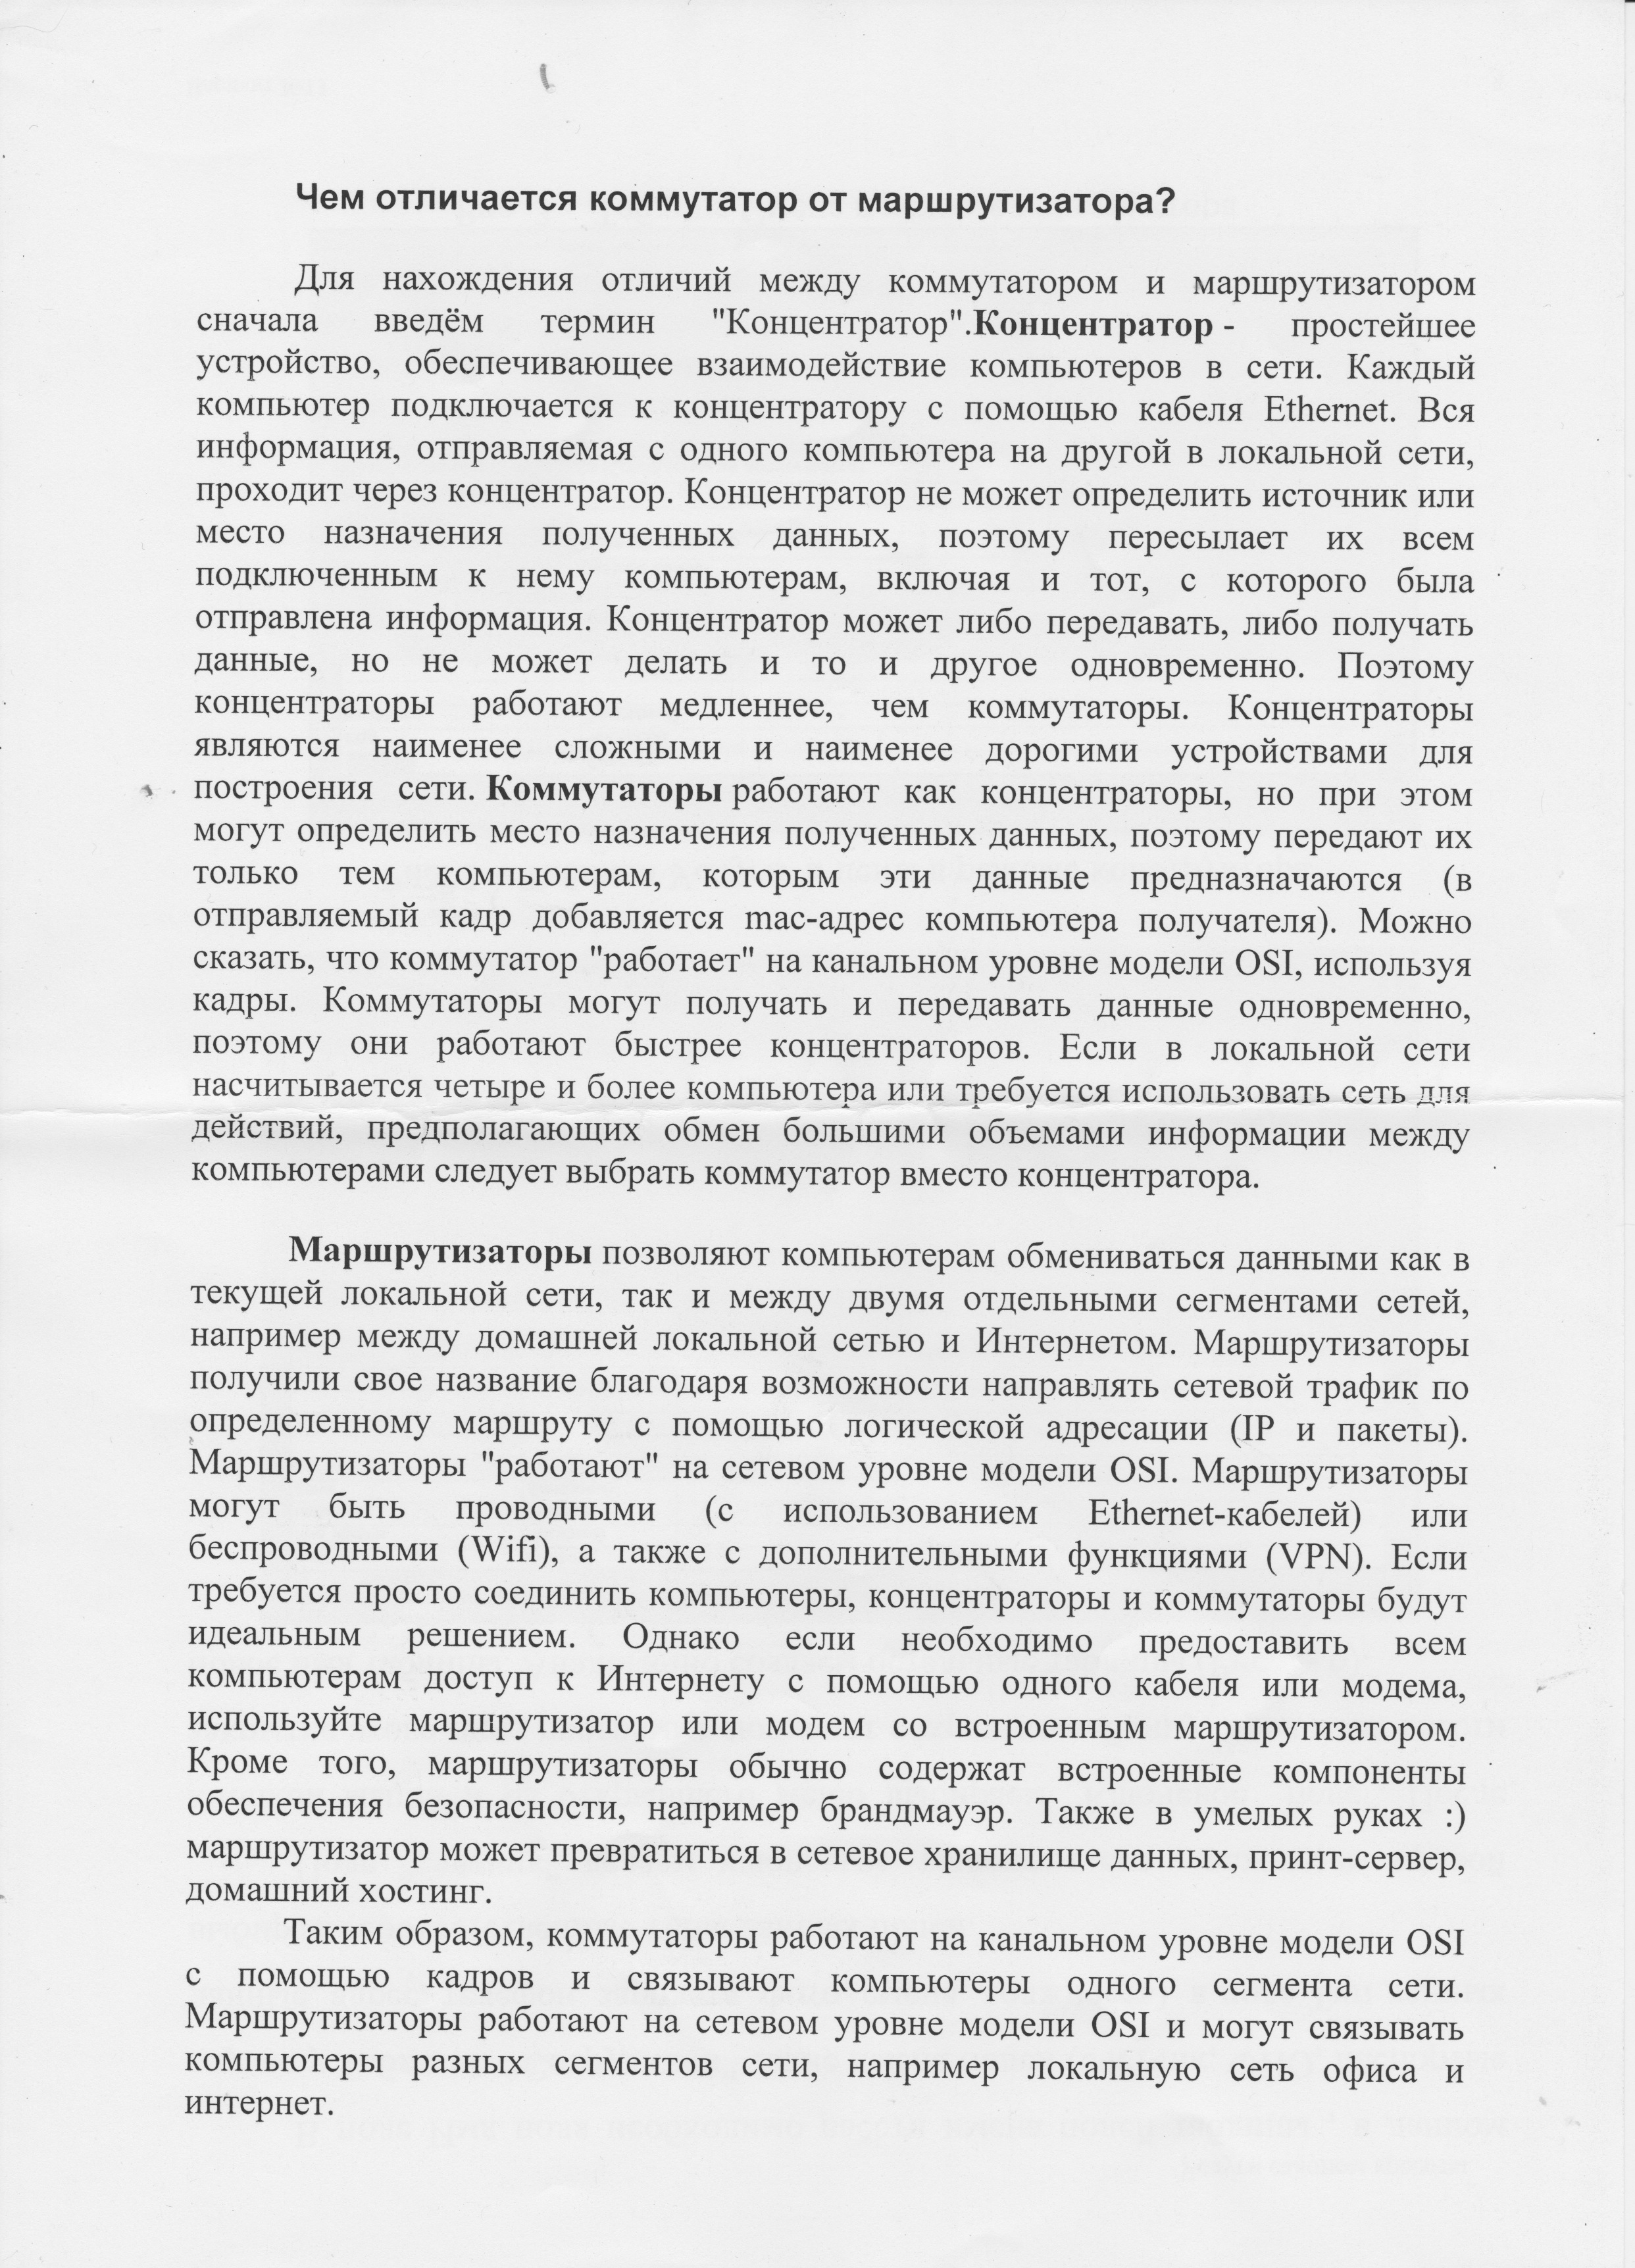 Чем отличается коммутатор от маршрутизатора?
Для нахождения отличий между коммутатором и маршрутизатором
сначала введём термин "Концентратор".Концентратор - простейшее
устройство, обеспечивающее взаимодействие компьютеров в сети. Каждый
компьютер подключается к концентратору с помощью кабеля Ethernet. Вся
информация, отправляемая с одного компьютера на другой в локальной сети,
проходит через концентратор. Концентратор не может определить источник или
место назначения полученных данных, поэтому пересылает их всем
подключенным к нему компьютерам, включая и тот, с которого была
отправлена информация. Концентратор может либо передавать, либо получать
данные, но не может делать и то и другое одновременно. Поэтому
концентраторы работают медленнее, чем коммутаторы. Концентраторы
являются наименее сложными и наименее дорогими устройствами для
построения сети. Коммутаторы работают как концентраторы, но при этом
могут определить место назначения полученных данных, поэтому передают их
только тем компьютерам, которым эти данные предназначаются (в
отправляемый кадр добавляется mac-адрес компьютера получателя). Можно
сказать, что коммутатор "работает" на канальном уровне модели OSI, используя
кадры. Коммутаторы могут получать и передавать данные одновременно,
поэтому они работают быстрее концентраторов. Если в локальной сети
насчитывается четыре и более компьютера или требуется использовать сеть для
действий, предполагающих обмен большими объемами информации между
компьютерами следует выбрать коммутатор вместо концентратора.
Маршрутизаторы позволяют компьютерам обмениваться данными как в
текущей локальной сети, так и между двумя отдельными сегментами сетей,
например между домашней локальной сетью и Интернетом. Маршрутизаторы
получили свое название благодаря возможности направлять сетевой трафик по
определенному маршруту с помощью логической адресации (IP и пакеты).
Маршрутизаторы "работают" на сетевом уровне модели OSI. Маршрутизаторы
могут быть проводными (с использованием Ethernet-кабелей) или
беспроводными (Wifi), а также с дополнительными функциями (VPN). Если
требуется просто соединить компьютеры, концентраторы и коммутаторы будут
идеальным решением. Однако если необходимо предоставить всем
компьютерам доступ к Интернету с помощью одного кабеля или модема,
используйте маршрутизатор или модем со встроенным маршрутизатором.
Кроме того, маршрутизаторы обычно содержат встроенные компоненты
обеспечения безопасности, например брандмауэр. Также в умелых руках :)
маршрутизатор может превратиться в сетевое хранилище данных, принт-сервер,
домашний хостинг.
Таким образом, коммутаторы работают на канальном уровне модели OSI
с помощью кадров и связывают компьютеры одного сегмента сети.
Маршрутизаторы работают на сетевом уровне модели OSI и могут связывать
компьютеры разных сегментов сети, например локальную сеть офиса и
интернет.